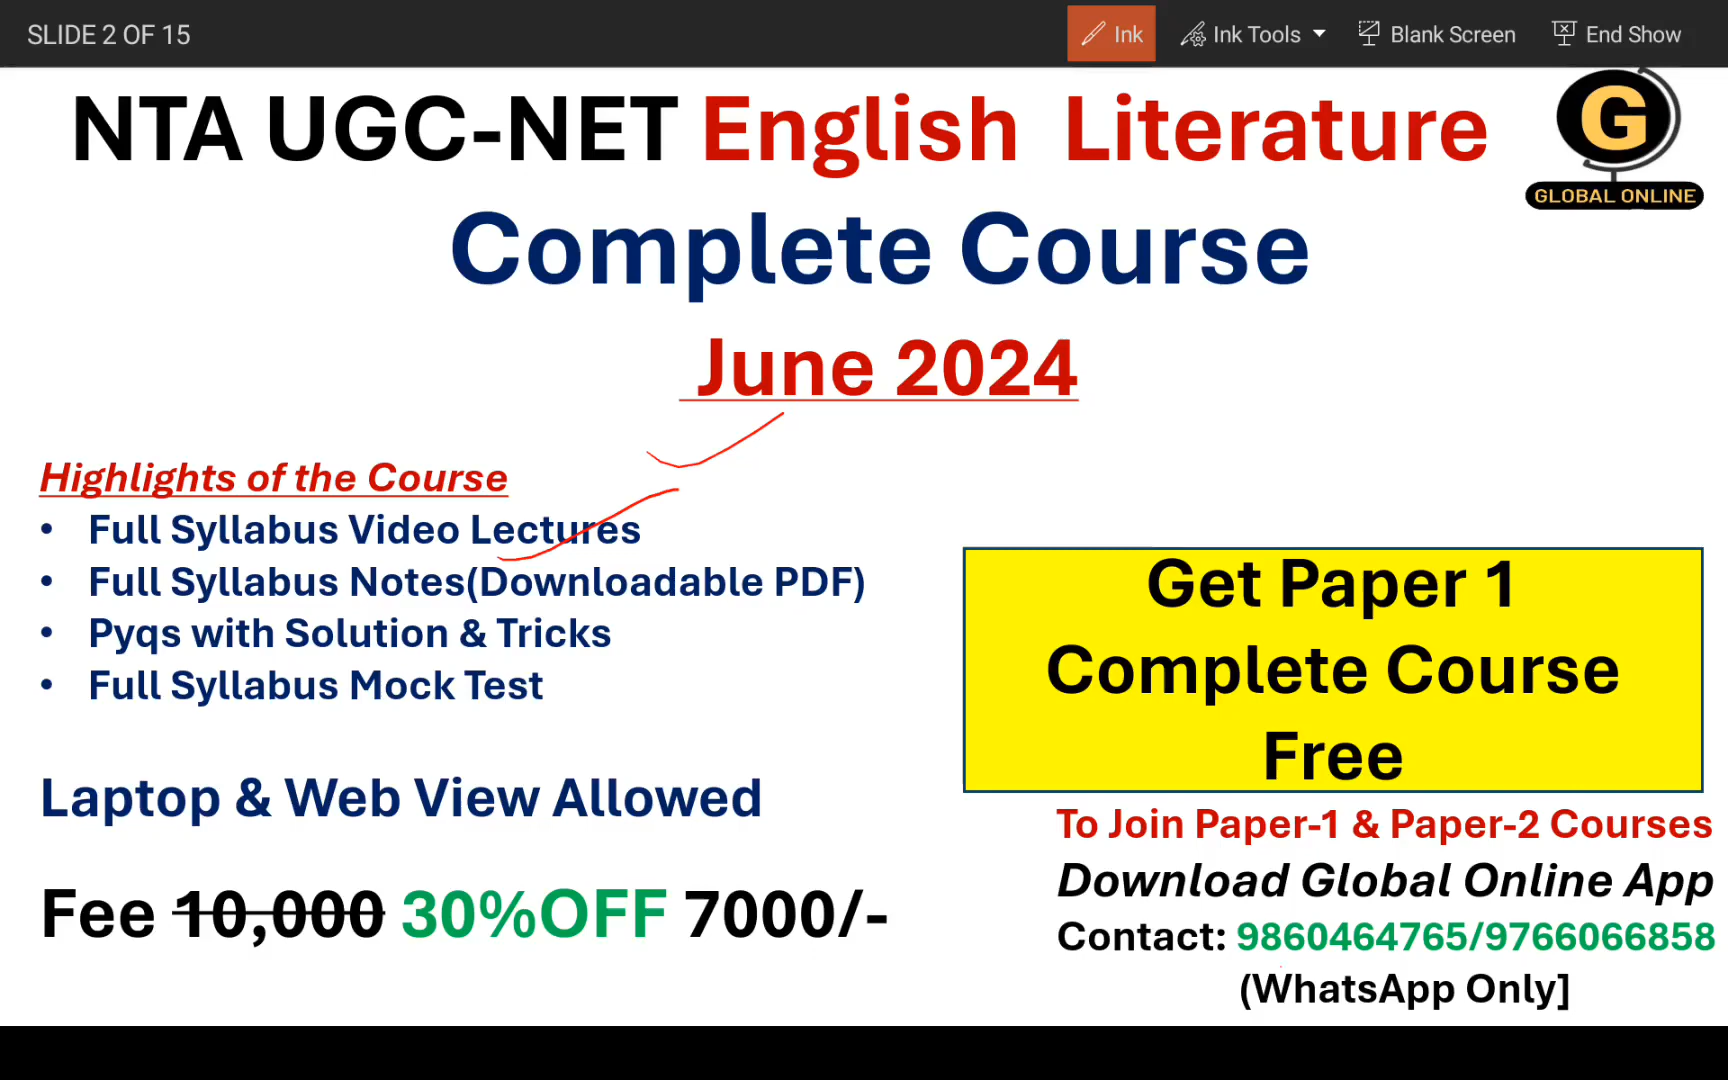 SLIDE 2 OF 15
Ink
Ink Tools
Blank Screen
End Show
NTA UGC-NET English Literature
G
GLOBAL ONLINE
Complete Course
June 2024
Highlights of the Course
• Full Syllabus Video Lectures
• Full Syllabus Notes(Downloadable PDF)
• Pyqs with Solution & Tricks
• Full Syllabus Mock Test
Laptop & Web View Allowed
Fee 10,000 30%OFF 7000/-
Get Paper 1
Complete Course
Free
To Join Paper-1 & Paper-2 Courses
Download Global Online App
Contact: 9860464765/9766066858
(WhatsApp Only]